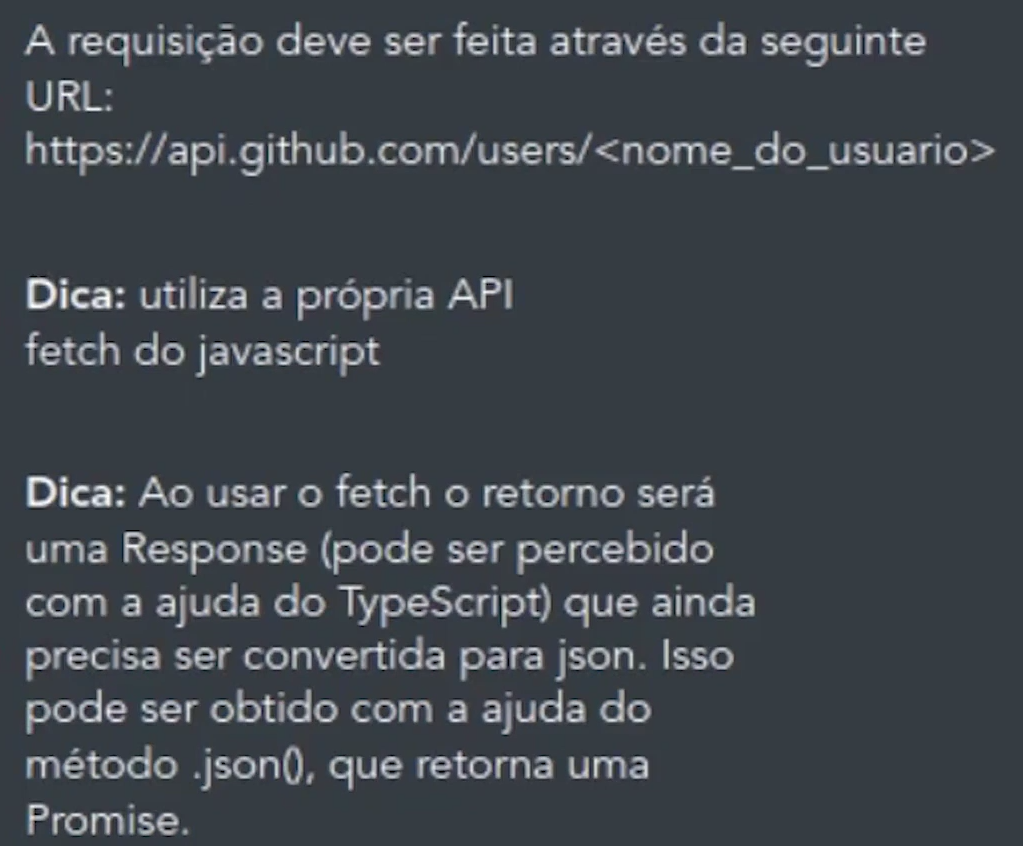 A requisição deve ser feita através da seguinte
URL:
https://api.github.com/users/<nome_do_usuario>
Dica: utiliza a própria API
fetch do javascript
Dica: Ao usar o fetch o retorno será
uma Response (pode ser percebido
com a ajuda do TypeScript) que ainda
precisa ser convertida para json. Isso
pode ser obtido com a ajuda do
método .json(), que retorna uma
Promise.